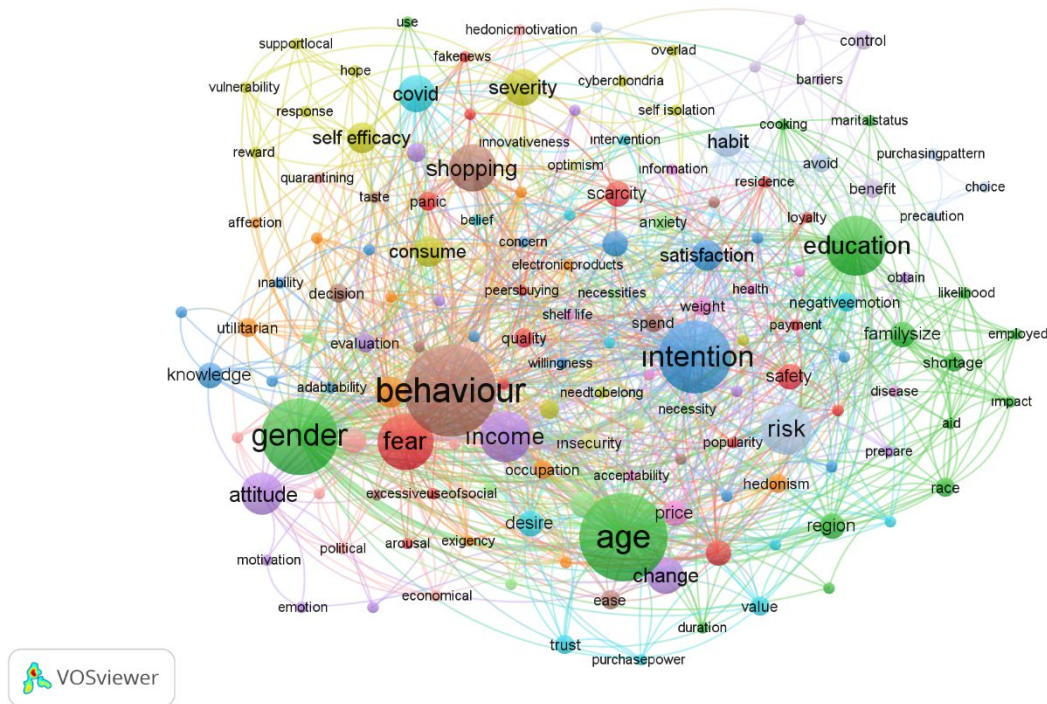 use
hedonicmotivation
supportlocal
fakenews
overlad
control
hope
vulnerability
covid
severity
cyberchondria
barriers
response
self isolation
self efficacy
cooking
maritalstatus
reward
innovativeness
intervention
habit
quarantining
shopping
optimism
information
avoid
purchasingpattern
taste
panic
scarcity
residence
benefit
choice
affection
belief
anxiety
loyalty
precaution
consume
concern
satisfaction
education
electronicproducts
ınability
decision
peersbuying
necessities
health
obtain
likelihood
weight
negativeemotion
utilitarian
shelf life
spend
payment
familysize
employed
evaluation
quality
ıntention
shortage
knowledge
willingness
safety
adabtability
behaviour
needtobelong
disease
ımpact
necessity
gender
fear
ıncome
ınsecurity
risk
aid
popularity
prepare
occupation
acceptability
hedonism
race
attitude
excessiveuseofsocial
price
desire
age
region
political
arousal
exigency
motivation
change
emotion
economical
ease
value
duration
trust
purchasepower
VOSviewer